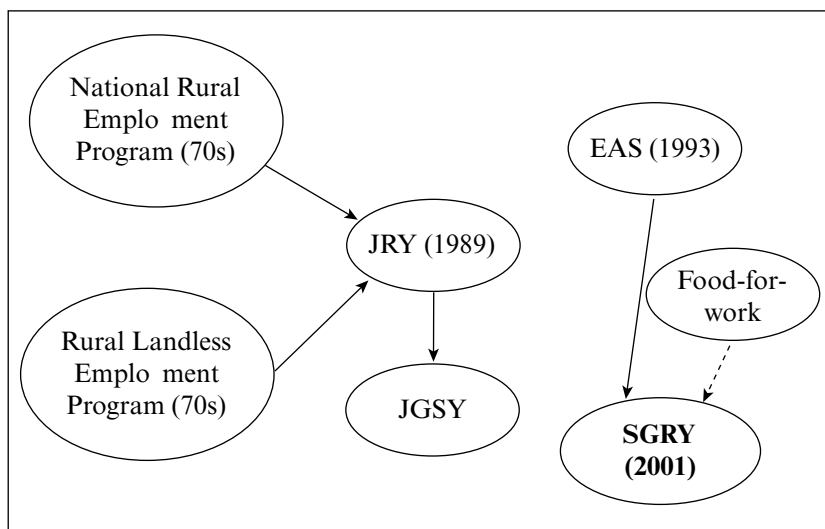 National Rural
Emplo ment
Program (70s)
EAS (1993)
JRY (1989)
Food-for-
work
Rural Landless
Emplo ment
Program (70s)
JGSY
SGRY
(2001)